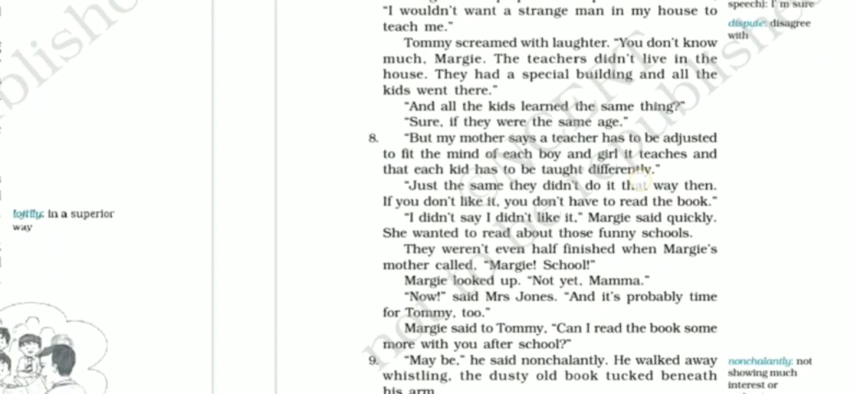 lofitly: in a superior
way
"I wouldn't want a strange man in my house to
teach me."
Tommy screamed with laughter. "You don't know
much, Margie. The teachers didn't live in the
house. They had a special building and all the
kids went there."
"And all the kids learned the same thing?"
"Sure, if they were the same age."
8. "But my mother says a teacher has to be adjusted
to fit the mind of each boy and girl it teaches and
that each kid has to be taught differently."
"Just the same they didn't do it that way then.
If you don't like it, you don't have to read the book."
"I didn't say I didn't like it," Margie said quickly.
She wanted to read about those funny schools.
They weren't even half finished when Margie's
mother called, "Margie! School!"
Margie looked up. "Not yet, Mamma."
"Now!" said Mrs Jones. "And it's probably time
for Tommy, too."
Margie said to Tommy, "Can I read the book some
more with you after school?"
9. "May be," he said nonchalantly. He walked away
whistling, the dusty old book tucked beneath
his arm
speech): I'm sure
dispute: disagree
with
nonchalantly: not
showing much
interest or
© NCERT
not to be republished